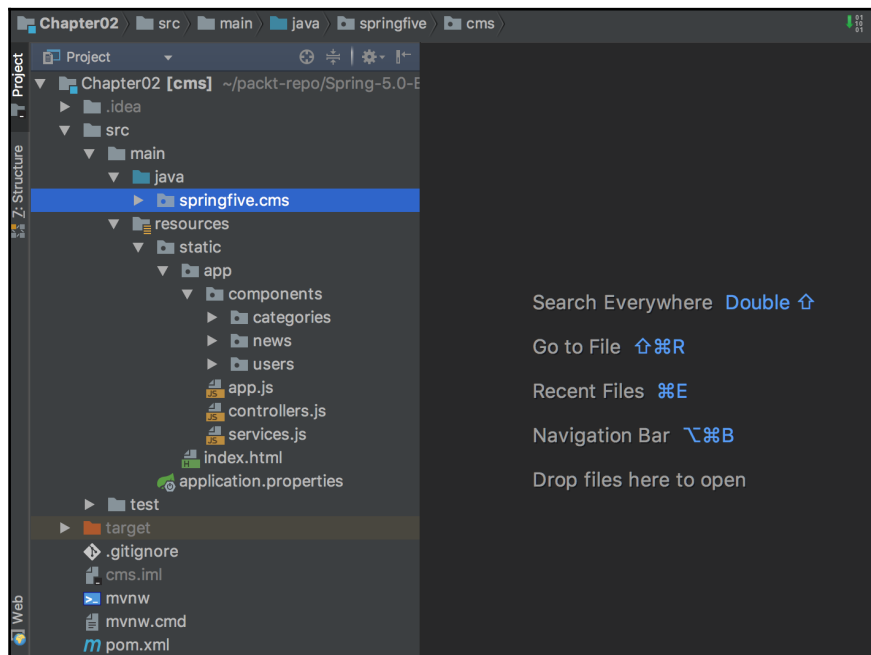 Chapter02 src main java springfive cms
Project
Project
Z: Structure
Web
Chapter02 [cms] ~/packt-repo/Spring-5.0-B
.idea
src
main
java
springfive.cms
resources
static
app
components
categories
news
users
app.js
controllers.js
services.js
index.html
application.properties
test
target
.gitignore
cms.iml
mvnw
mvnw.cmd
pom.xml
Search Everywhere Double ⇧
Go to File ⇧⌘R
Recent Files ⌘E
Navigation Bar ⌥⌘B
Drop files here to open